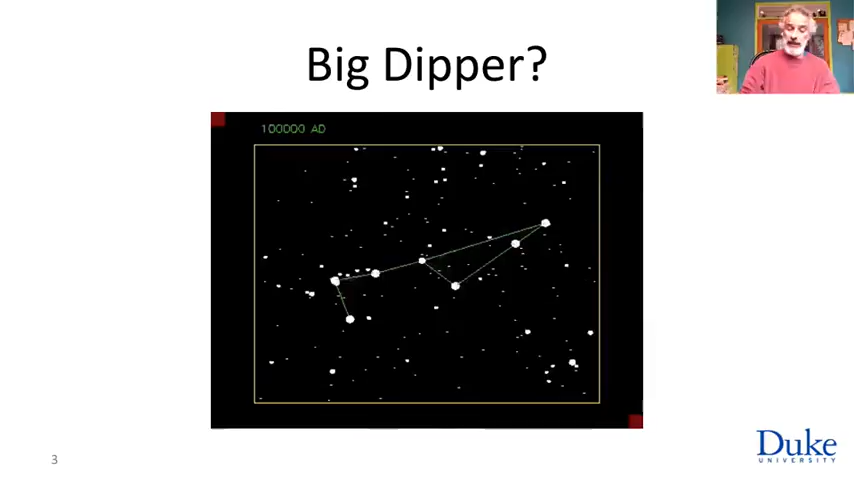 Big Dipper?
100000 AD
3
Duke
UNIVERSITY